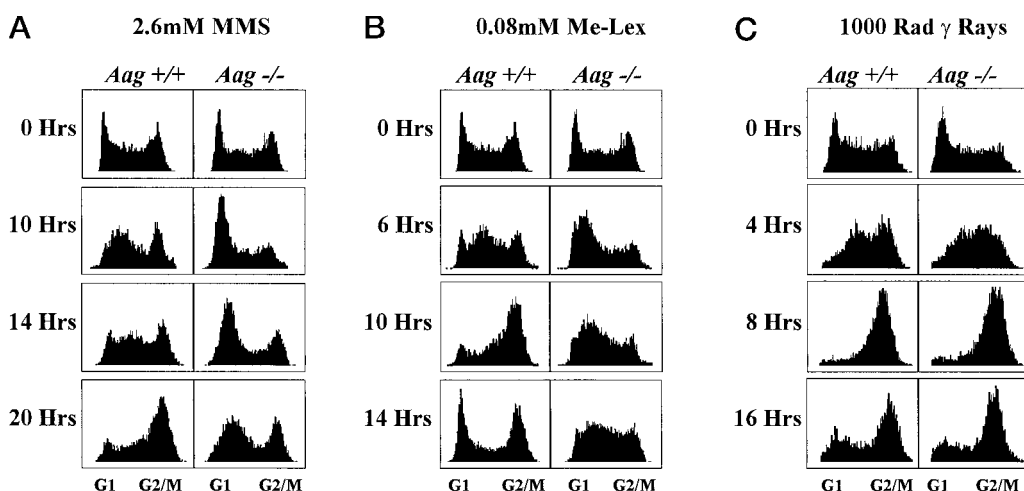 A
2.6mM MMS
Aag +/+
Aag -/-
0 Hrs
10 Hrs
14 Hrs
20 Hrs
G1
G2/M
G1
G2/M
B
0.08mM Me-Lex
Aag +/+
Aag -/-
0 Hrs
6 Hrs
10 Hrs
14 Hrs
G1
G2/M
G1
G2/M
C
1000 Rad γ Rays
Aag +/+
Aag -/-
0 Hrs
4 Hrs
8 Hrs
16 Hrs
G1
G2/M
G1
G2/M